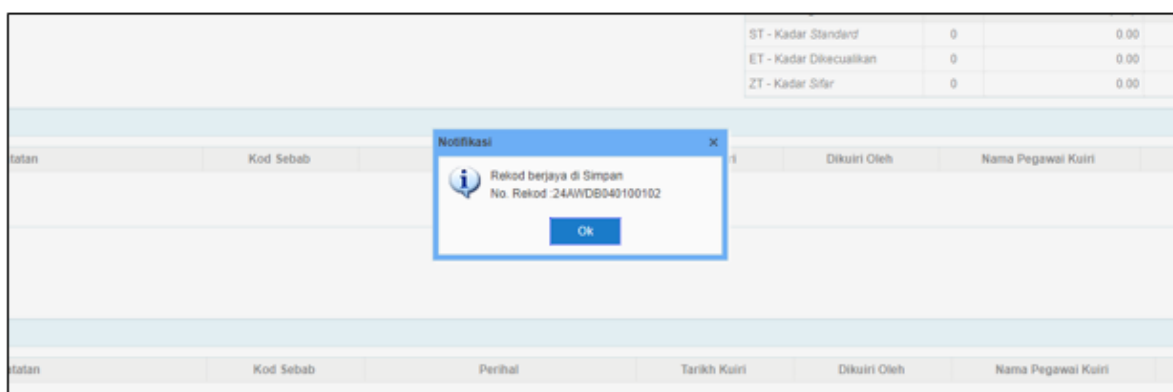 ST - Kadar Standard 0 0.00
ET - Kadar Dikecualikan 0 0.00
ZT - Kadar Sifar 0 0.00
Notifikasi
Kod Sebab Dikuiri Oleh Nama Pegawai Kuiri
Rekod berjaya di Simpan
No. Rekod :24AWDB040100102
Ok
Kod Sebab Perihal Tarikh Kuiri Dikuiri Oleh Nama Pegawai Kuiri